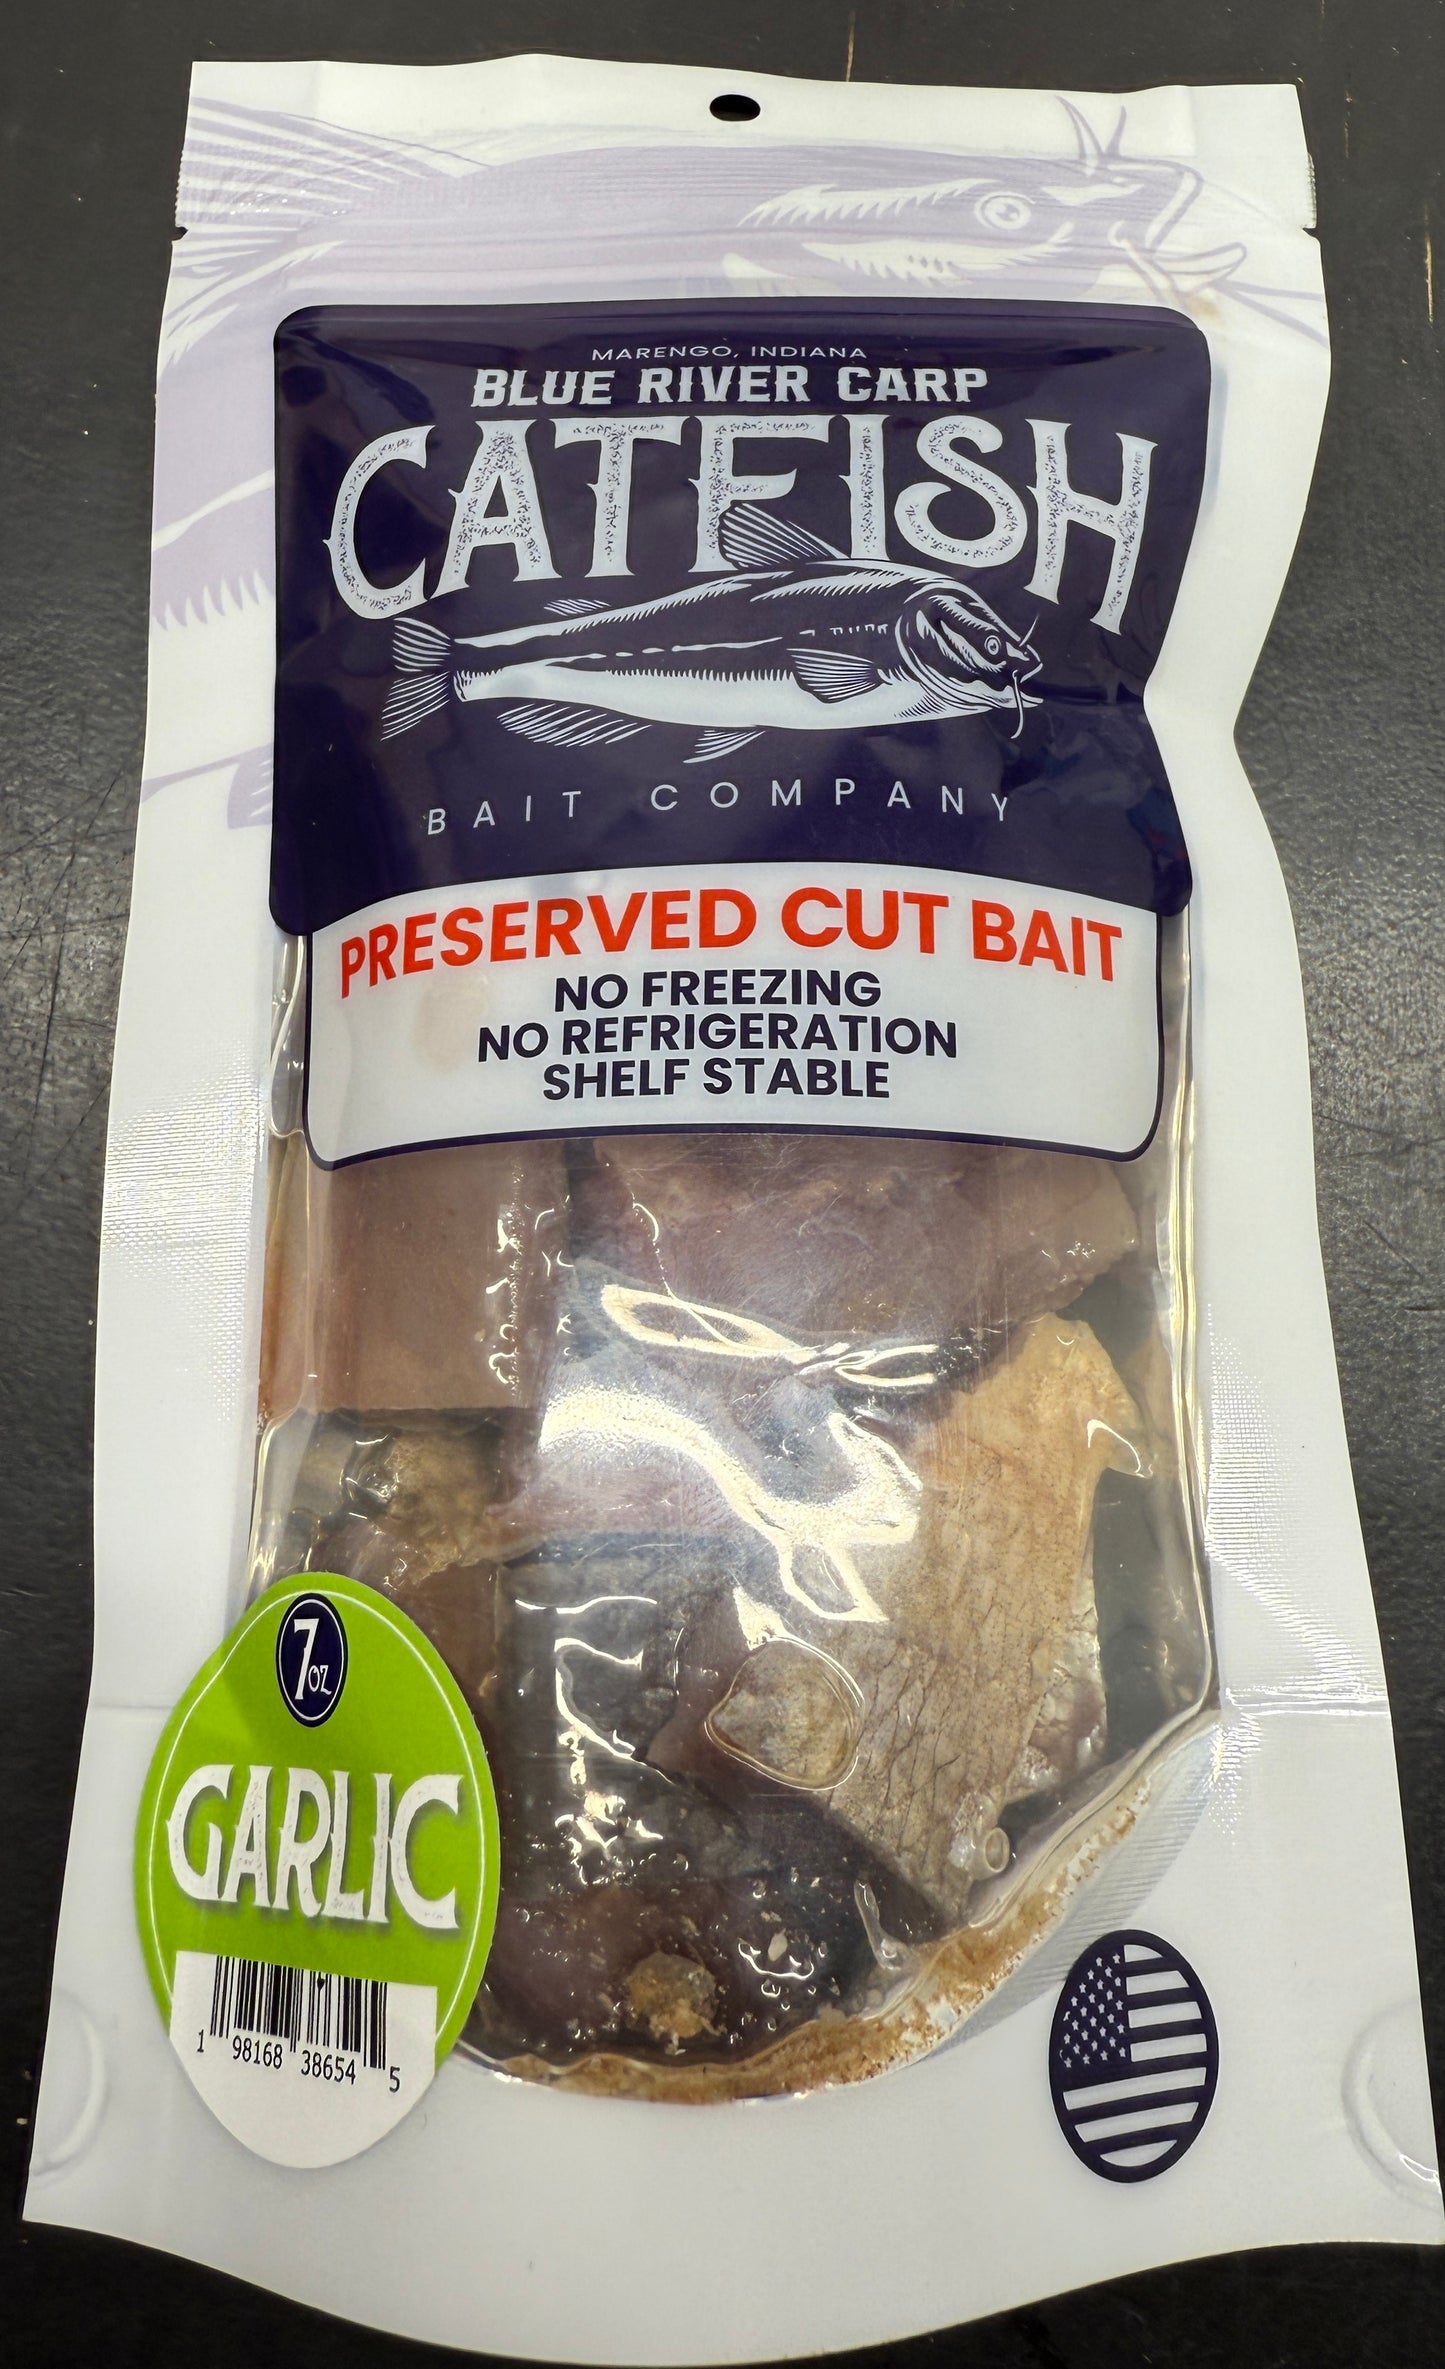 MARENGO, INDIANA
BLUE RIVER CARP
CATFISH
BAIT COMPANY
PRESERVED CUT BAIT
NO FREEZING
NO REFRIGERATION
SHELF STABLE
7oz
GARLIC
1 98168 38654 5